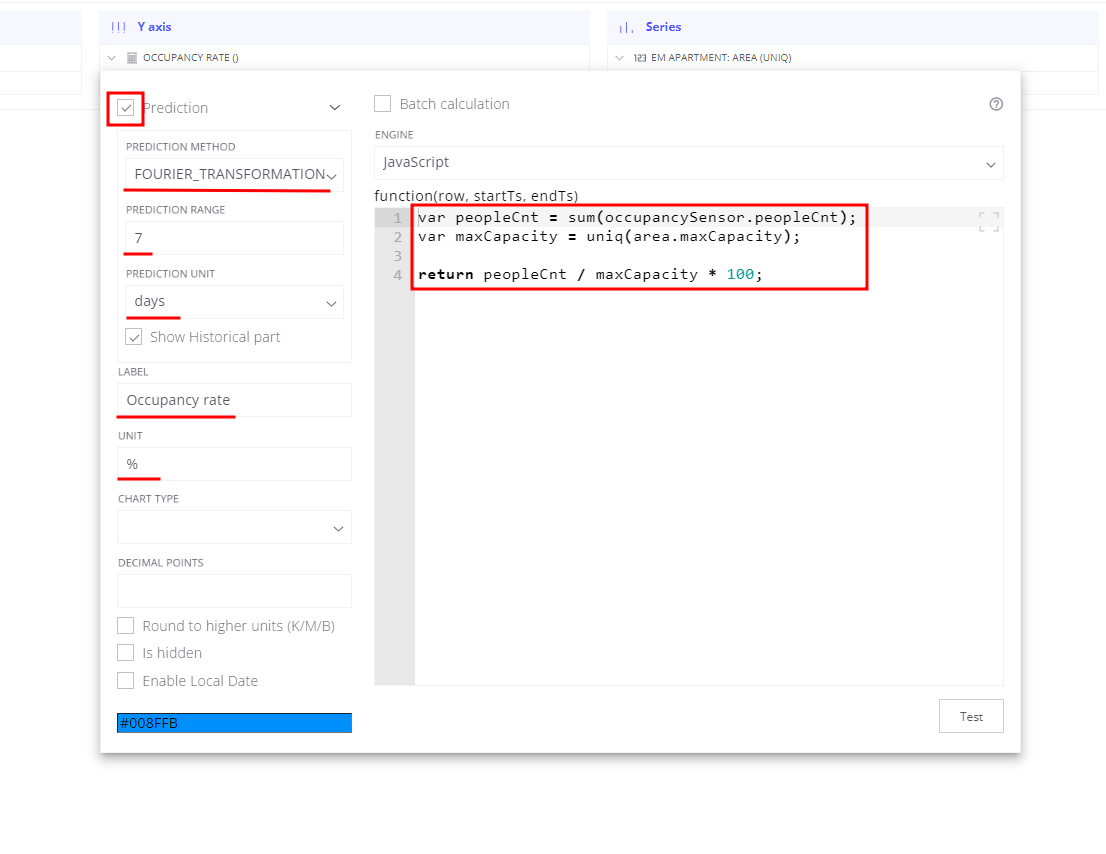 Y axis
Series
OCCUPANCY RATE ()
123 EM APARTMENT: AREA (UNIQ)
Prediction
PREDICTION METHOD
FOURIER_TRANSFORMATION
PREDICTION RANGE
7
PREDICTION UNIT
days
Show Historical part
LABEL
Occupancy rate
UNIT
%
CHART TYPE
DECIMAL POINTS
Round to higher units (K/M/B)
Is hidden
Enable Local Date
#008FFB
Batch calculation
?
ENGINE
JavaScript
function(row, startTs, endTs)
1 var peopleCnt = sum(occupancySensor.peopleCnt);
2 var maxCapacity = uniq(area.maxCapacity);
3
4 return peopleCnt / maxCapacity * 100;
Test